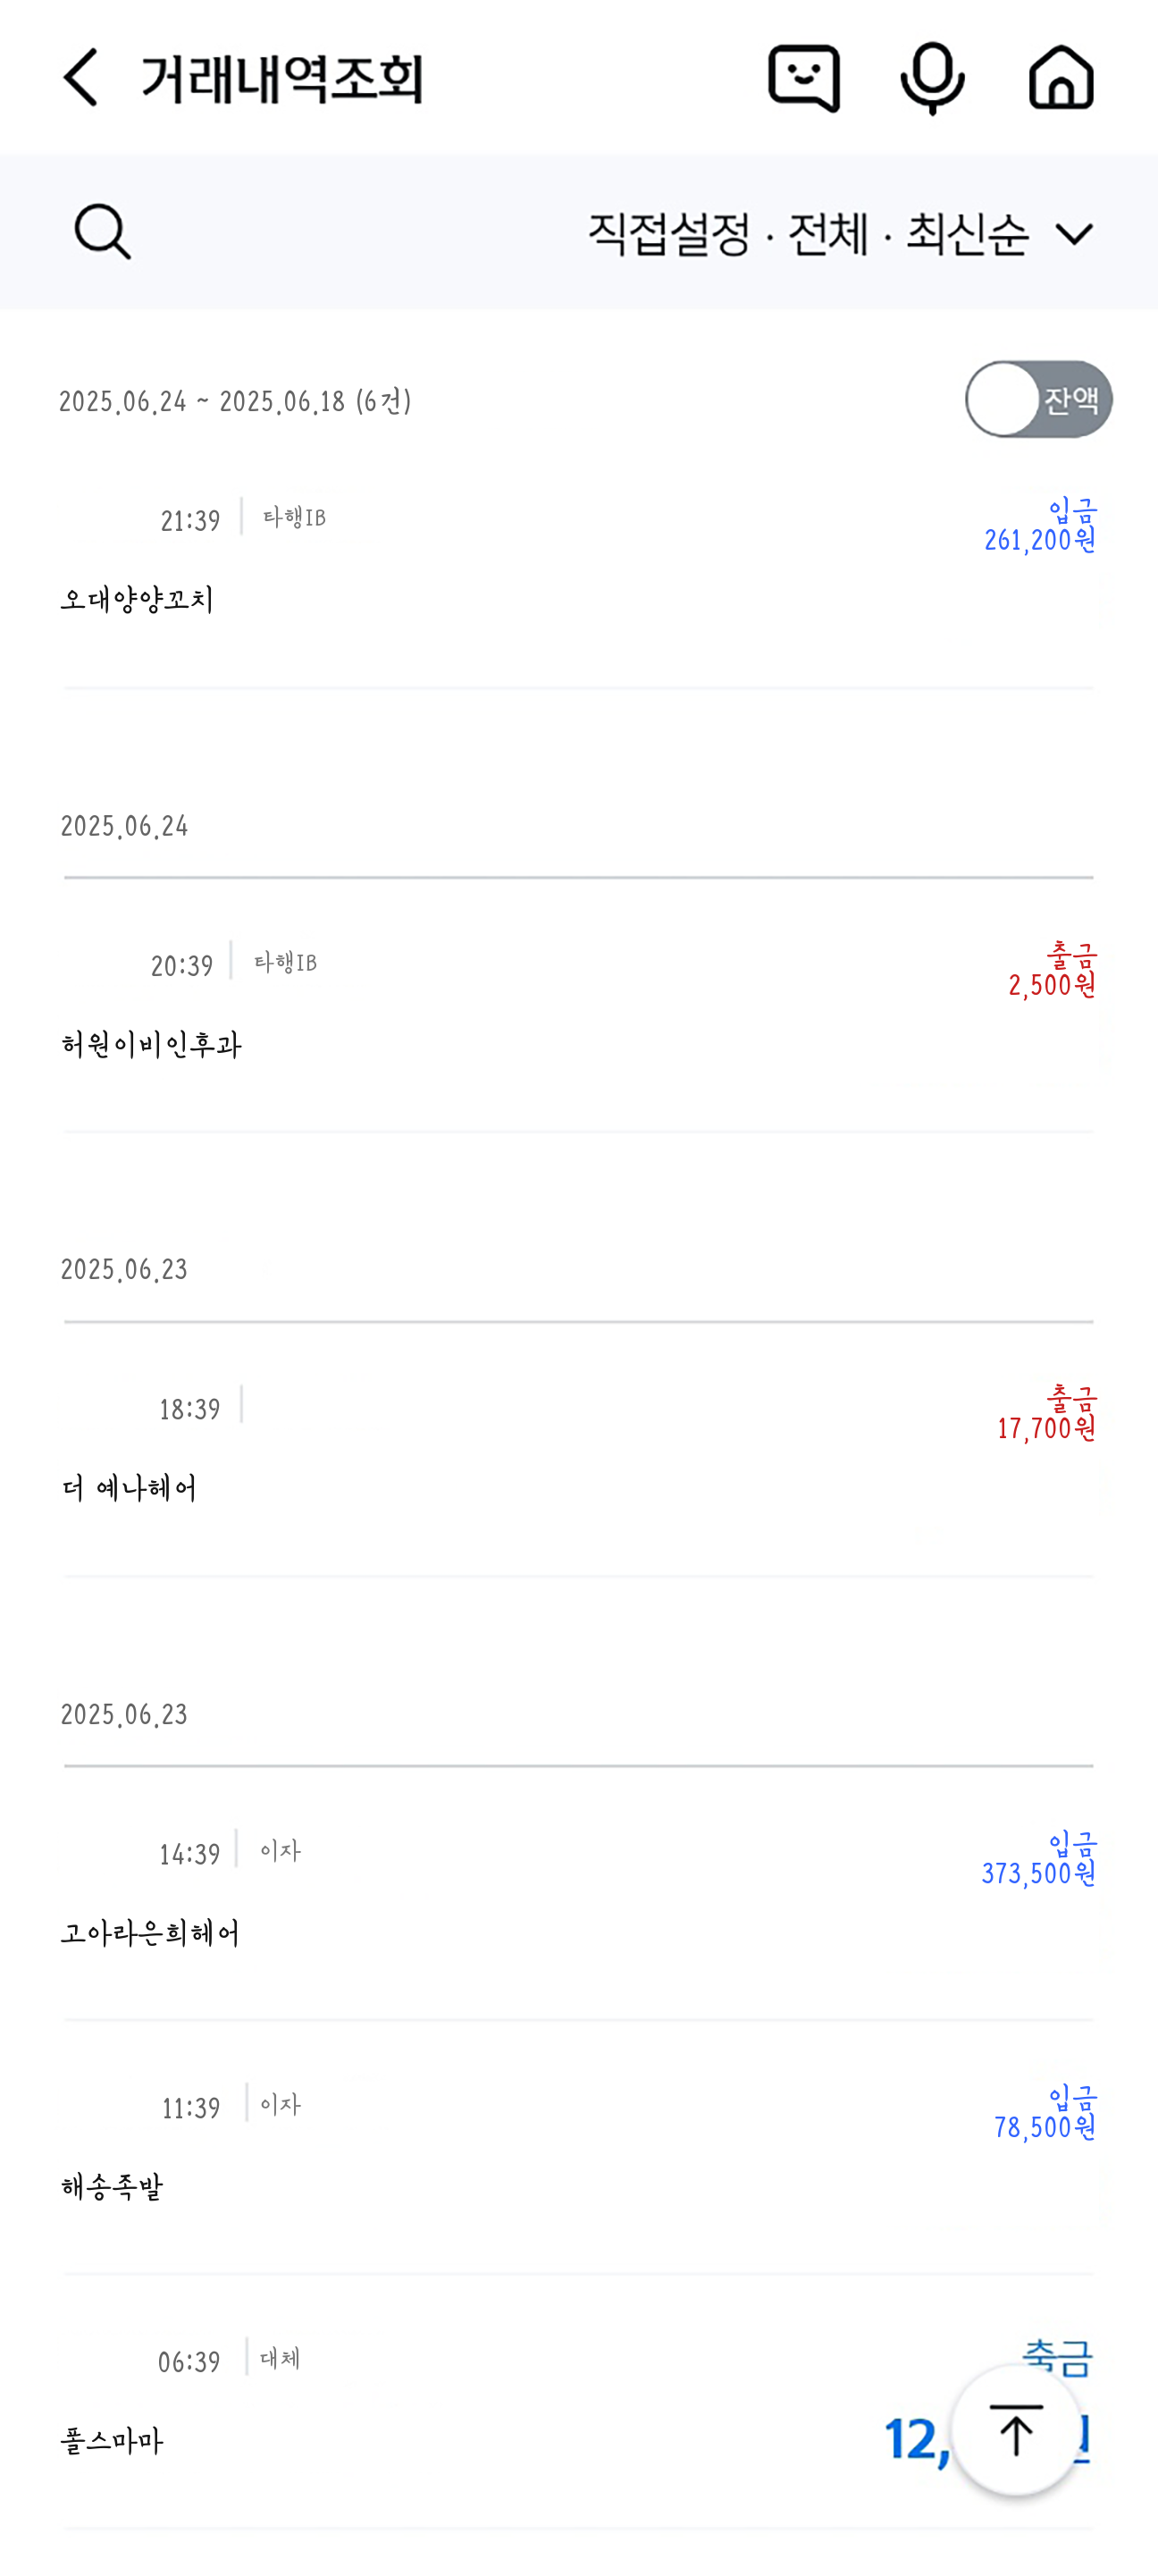 거래내역조회
직접설정 · 전체 · 최신순
2025.06.24 ~ 2025.06.18 (6건)
잔액
21:39 타행IB
입금
261,200원
오대양양꼬치
2025.06.24
20:39 타행IB
출금
2,500원
허원이비인후과
2025.06.23
18:39
출금
17,700원
더 예나헤어
2025.06.23
14:39 이자
입금
373,500원
고아라은희헤어
11:39 이자
입금
78,500원
해송족발
06:39 대체
출금
12,
폴스마마